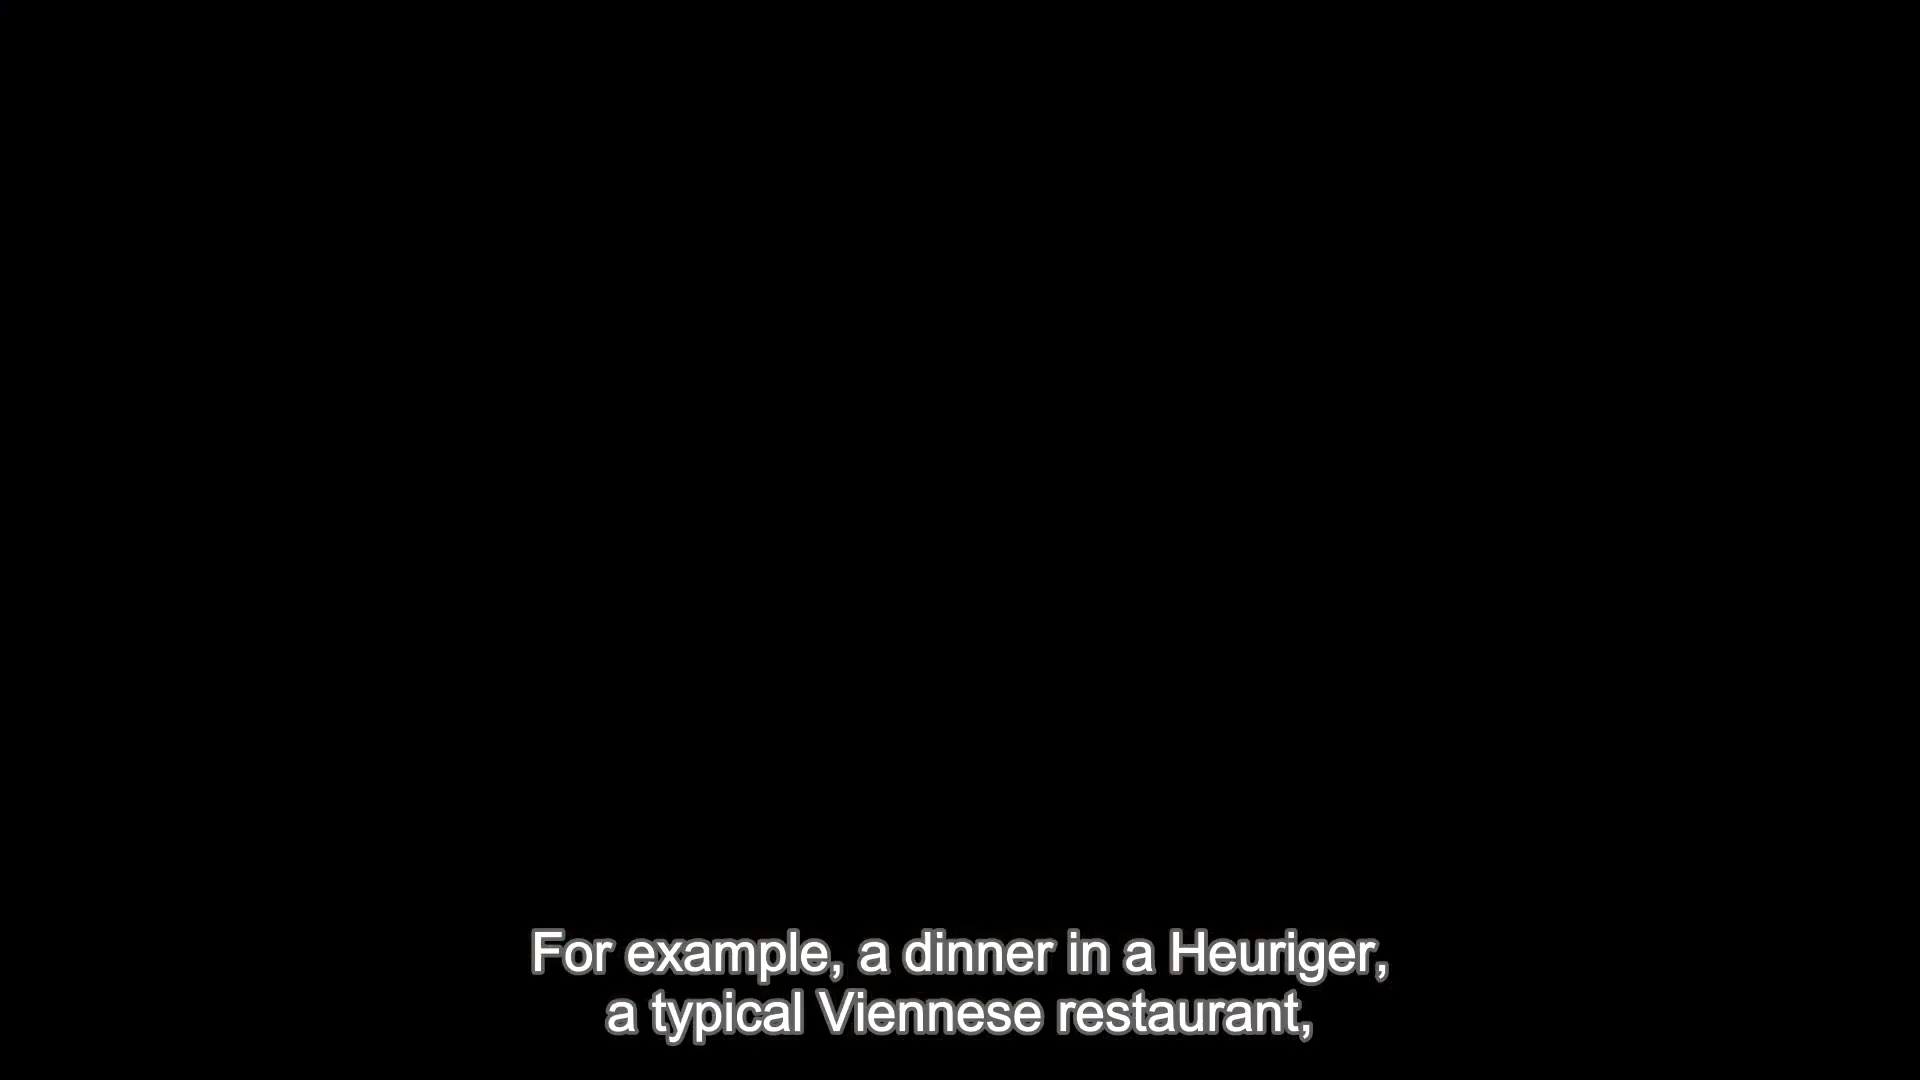 For example, a dinner in a Heuriger,
a typical Viennese restaurant,